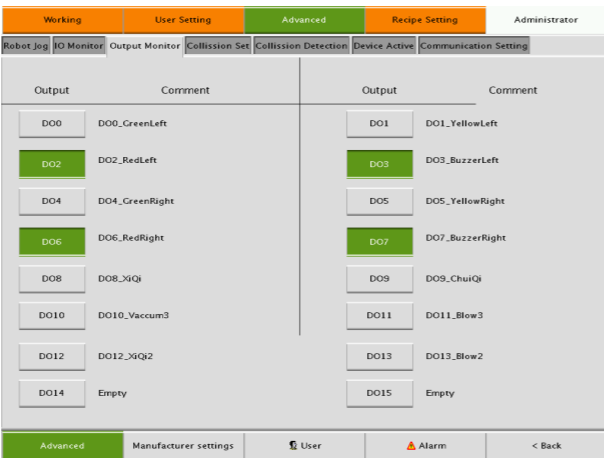 Working User Setting Advanced Recipe Setting Administrator
Robot Jog IO Monitor Output Monitor Collission Set Collission Detection Device Active Communication Setting
Output Comment Output Comment
DO0 DO0_GreenLeft DO1 DO1_YellowLeft
DO2 DO2_RedLeft DO3 DO3_BuzzerLeft
DO4 DO4_GreenRight DO5 DO5_YellowRight
DO6 DO6_RedRight DO7 DO7_BuzzerRight
DO8 DO8_XiQi DO9 DO9_ChuiQi
DO10 DO10_Vaccum3 DO11 DO11_Blow3
DO12 DO12_XiQi2 DO13 DO13_Blow2
DO14 Empty DO15 Empty
Advanced Manufacturer settings User Alarm < Back